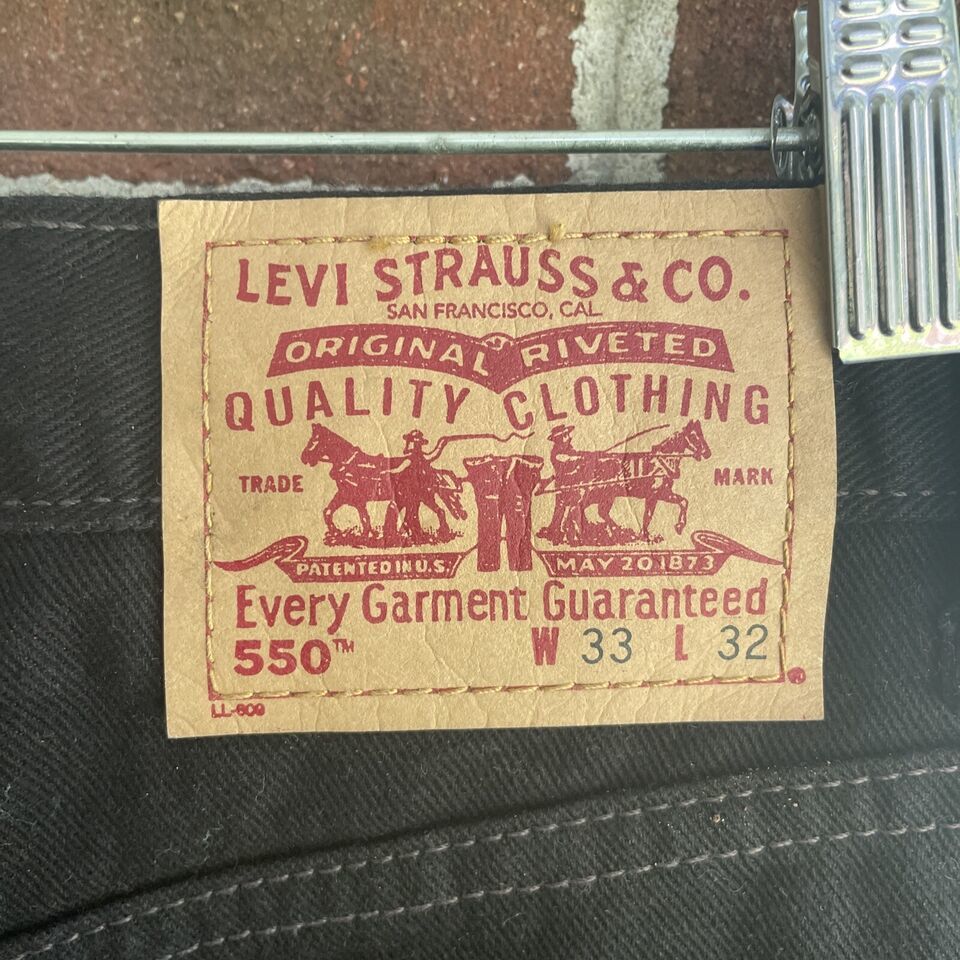 LEVI STRAUSS & CO.
SAN FRANCISCO, CAL.
ORIGINAL RIVETED
QUALITY CLOTHING
TRADE MARK
PATENTED IN U.S. MAY 20 1873
Every Garment Guaranteed
550™ W 33 L 32
®
LL-609